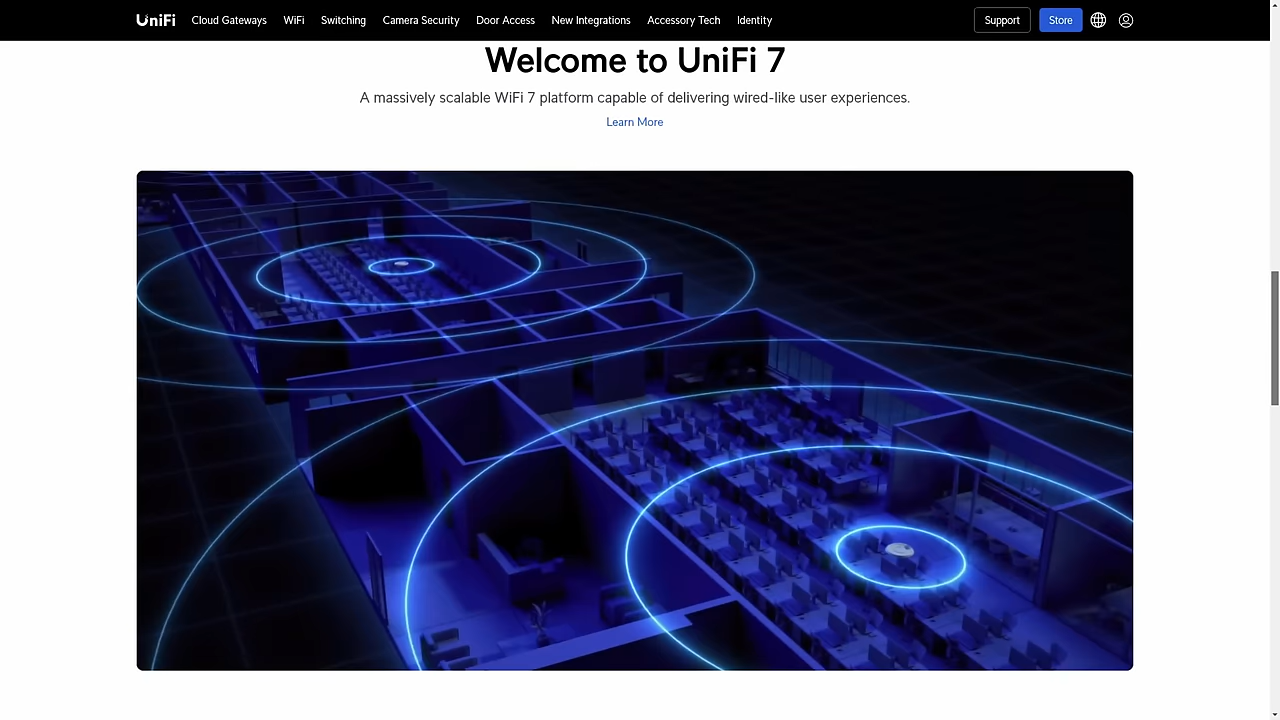 UniFi Cloud Gateways WiFi Switching Camera Security Door Access New Integrations Accessory Tech Identity Support Store
Welcome to UniFi 7
A massively scalable WiFi 7 platform capable of delivering wired-like user experiences.
Learn More